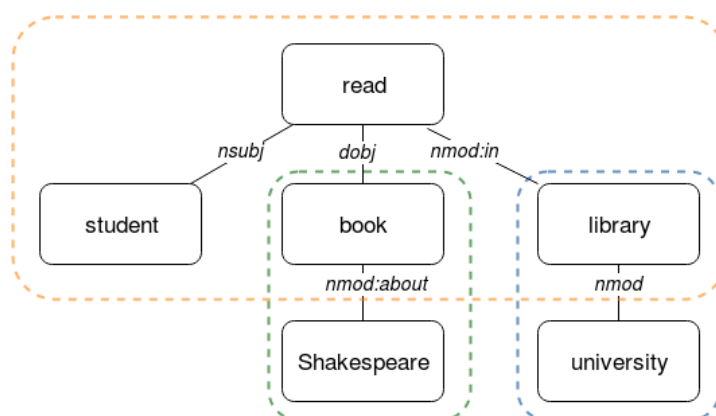 read
nsubj dobj nmod:in
student book library
nmod:about nmod
Shakespeare university